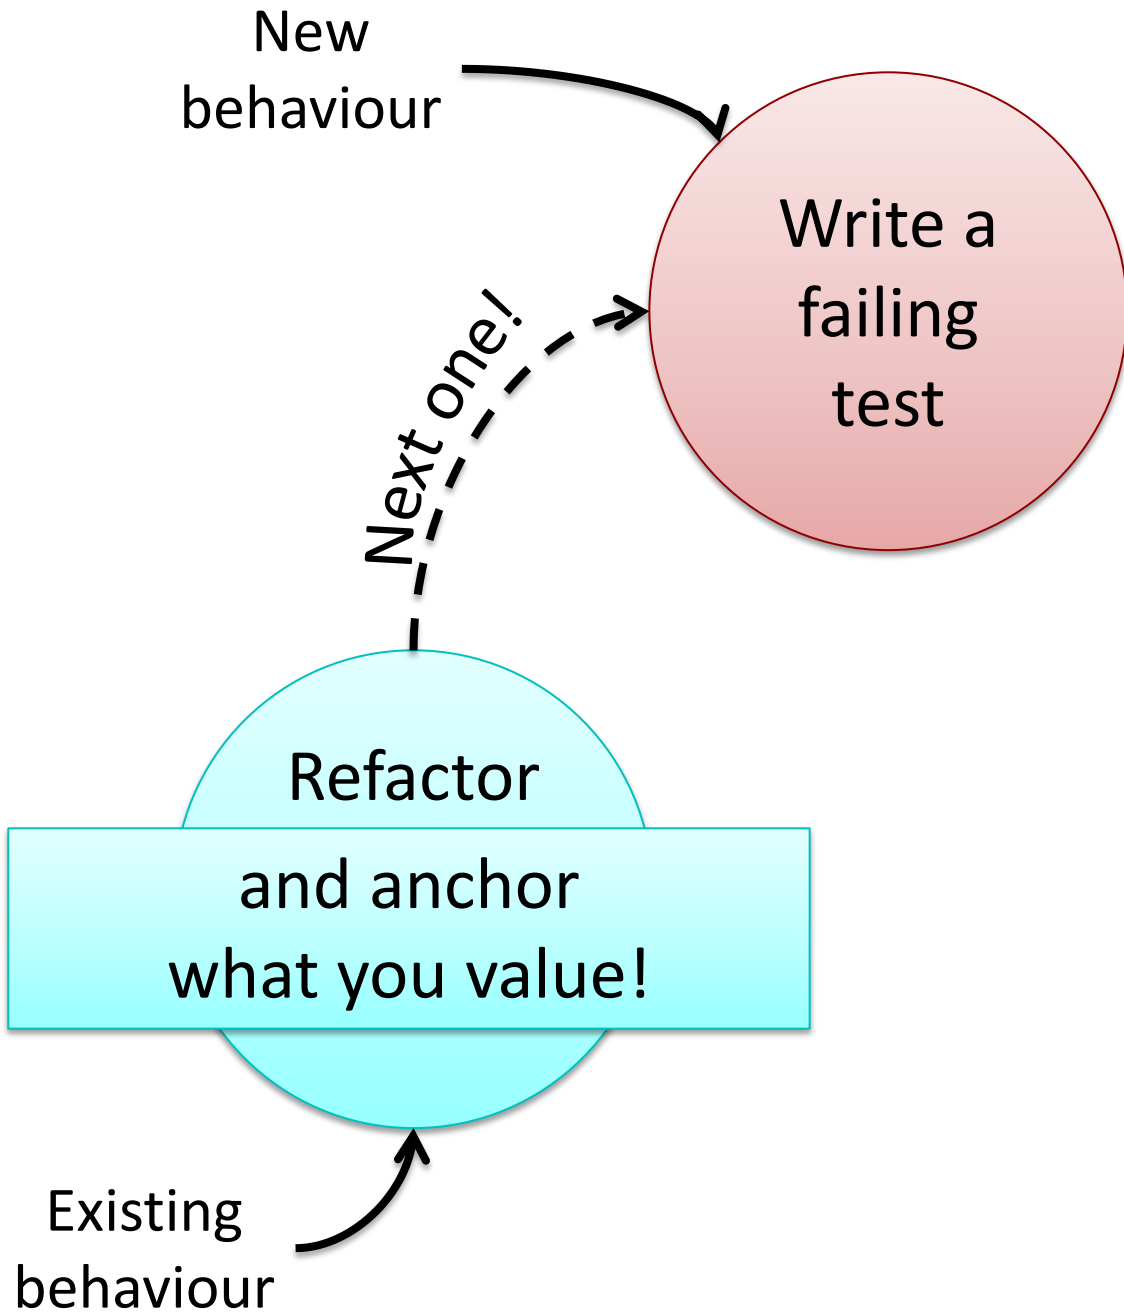 New
behaviour
Write a
failing
test
Next one!
Refactor
and anchor
what you value!
Existing
behaviour